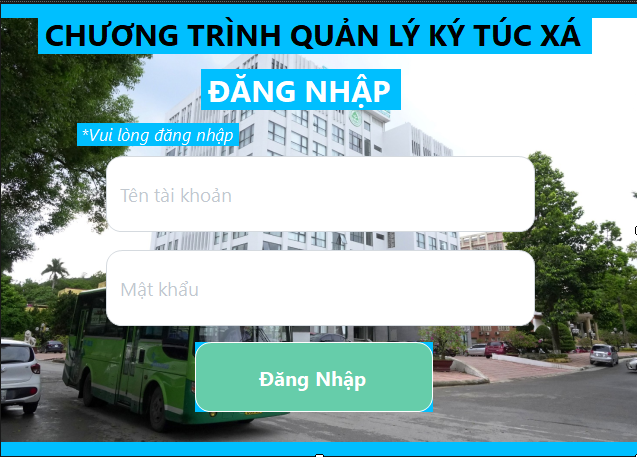 CHƯƠNG TRÌNH QUẢN LÝ KÝ TÚC XÁ
ĐĂNG NHẬP
*Vui lòng đăng nhập
Tên tài khoản
Mật khẩu
Đăng Nhập